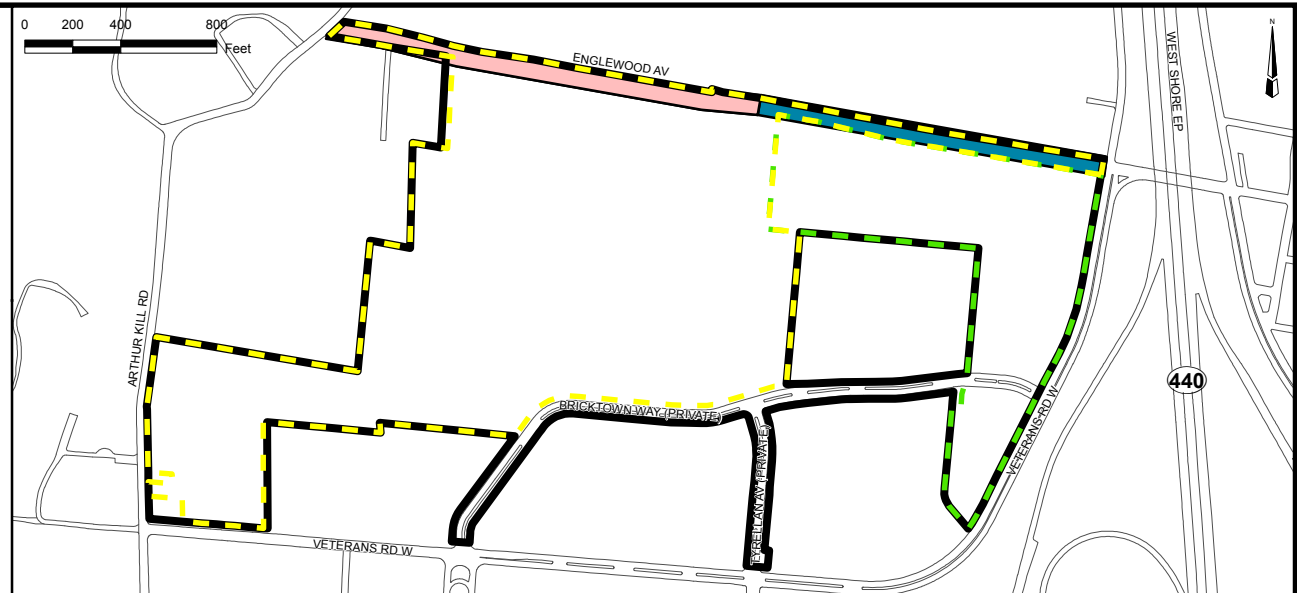 0 200 400 800
Feet
N
ENGLEWOOD AV
WEST SHORE EP
ARTHUR KILL RD
440
BRICKTOWN WAY (PRIVATE)
TYRELLAN AV (PRIVATE)
VETERANS RD W
VETERANS RD W